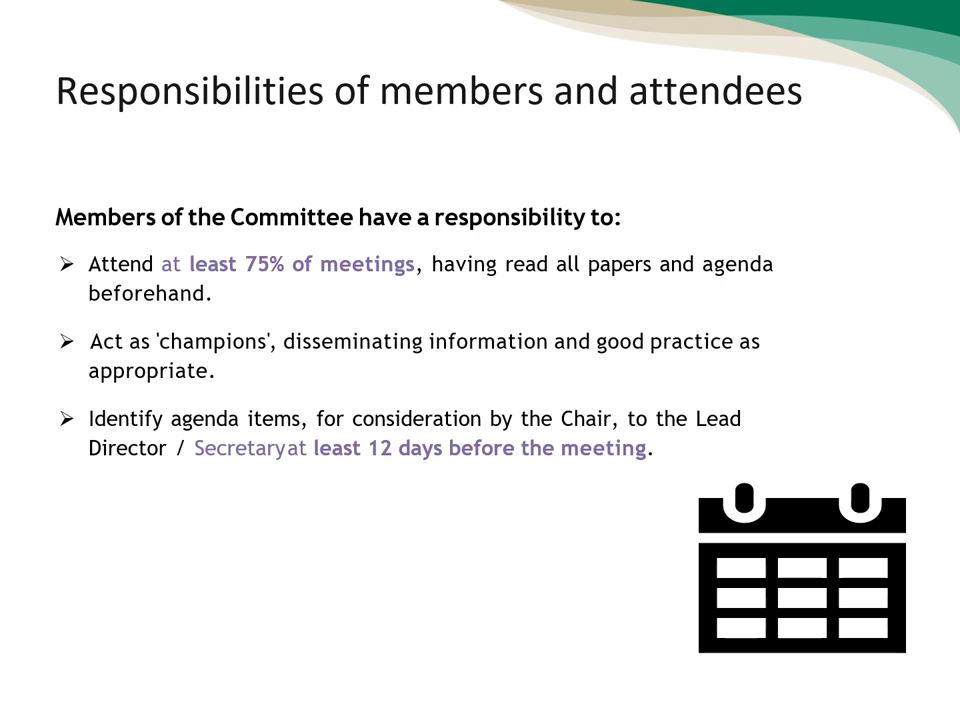 Responsibilities of members and attendees
Members of the Committee have a responsibility to:
➢ Attend at least 75% of meetings, having read all papers and agenda
beforehand.
➢ Act as 'champions', disseminating information and good practice as
appropriate.
➢ Identify agenda items, for consideration by the Chair, to the Lead
Director / Secretary at least 12 days before the meeting.